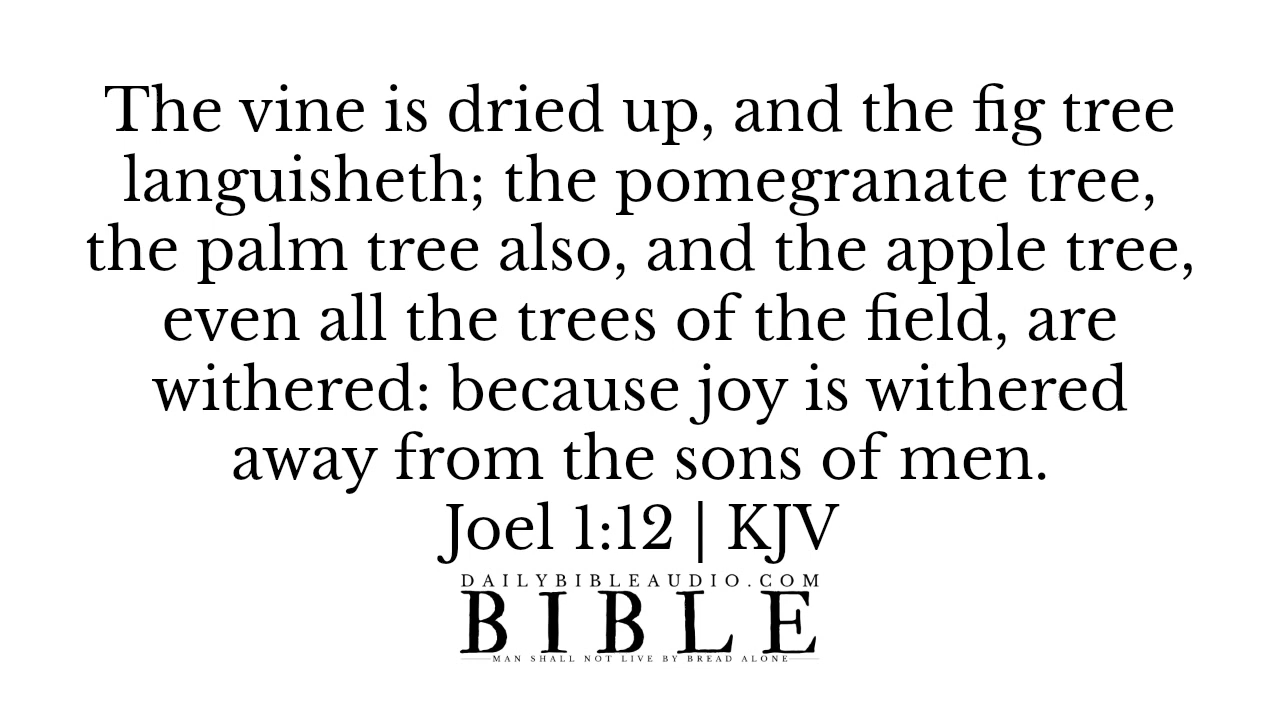 The vine is dried up, and the fig tree
languisheth; the pomegranate tree,
the palm tree also, and the apple tree,
even all the trees of the field, are
withered: because joy is withered
away from the sons of men.
Joel 1:12 | KJV
DAILYBIBLEAUDIO.COM
BIBLE
MAN SHALL NOT LIVE BY BREAD ALONE